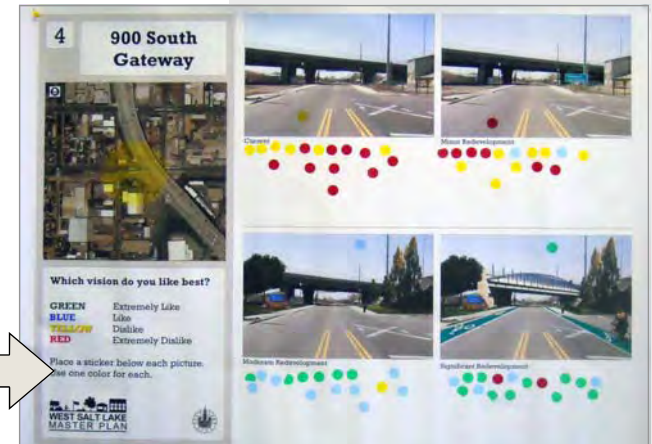 4
900 South
Gateway
Current
Minor Redevelopment
Which vision do you like best?
GREEN Extremely Like
BLUE Like
YELLOW Dislike
RED Extremely Dislike
Place a sticker below each picture.
Use one color for each.
Moderate Redevelopment
Significant Redevelopment
WEST SALT LAKE
MASTER PLAN